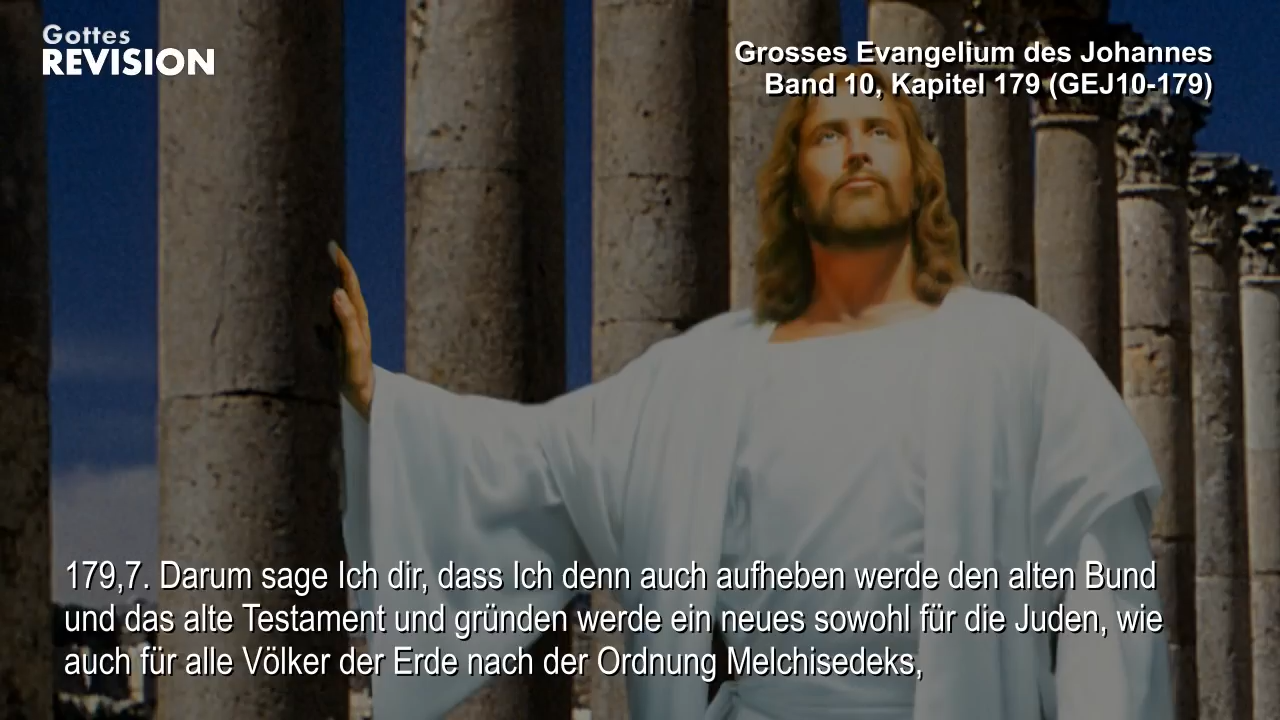 Gottes
REVISION
Grosses Evangelium des Johannes
Band 10, Kapitel 179 (GEJ10-179)
179,7. Darum sage Ich dir, dass Ich denn auch aufheben werde den alten Bund
und das alte Testament und gründen werde ein neues sowohl für die Juden, wie
auch für alle Völker der Erde nach der Ordnung Melchisedeks,